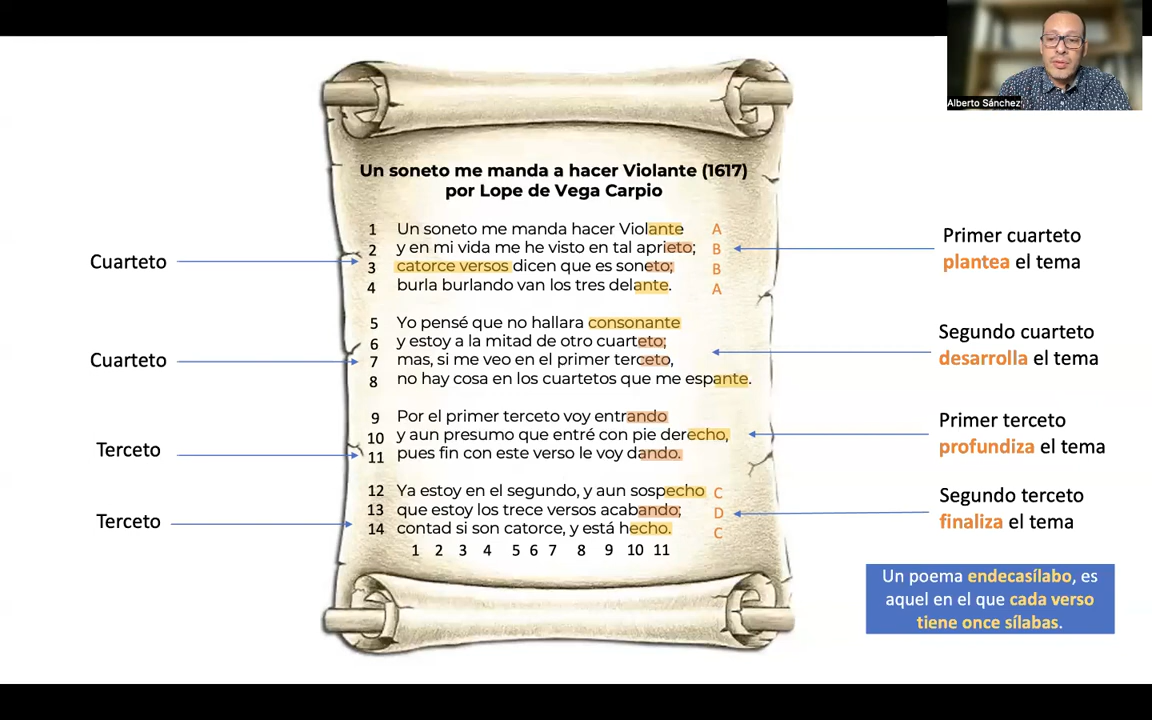 Alberto Sánchez
Un soneto me manda a hacer Violante (1617)
por Lope de Vega Carpio
1 Un soneto me manda hacer Violante A
2 y en mi vida me he visto en tal aprieto; B
3 catorce versos dicen que es soneto; B
4 burla burlando van los tres delante. A
Cuarteto
Primer cuarteto
plantea el tema
5 Yo pensé que no hallara consonante
6 y estoy a la mitad de otro cuarteto;
7 mas, si me veo en el primer terceto,
8 no hay cosa en los cuartetos que me espante.
Cuarteto
Segundo cuarteto
desarrolla el tema
9 Por el primer terceto voy entrando
10 y aun presumo que entré con pie derecho,
11 pues fin con este verso le voy dando.
Terceto
Primer terceto
profundiza el tema
12 Ya estoy en el segundo, y aun sospecho C
13 que estoy los trece versos acabando; D
14 contad si son catorce, y está hecho. C
1 2 3 4 5 6 7 8 9 10 11
Terceto
Segundo terceto
finaliza el tema
Un poema endecasílabo, es
aquel en el que cada verso
tiene once sílabas.